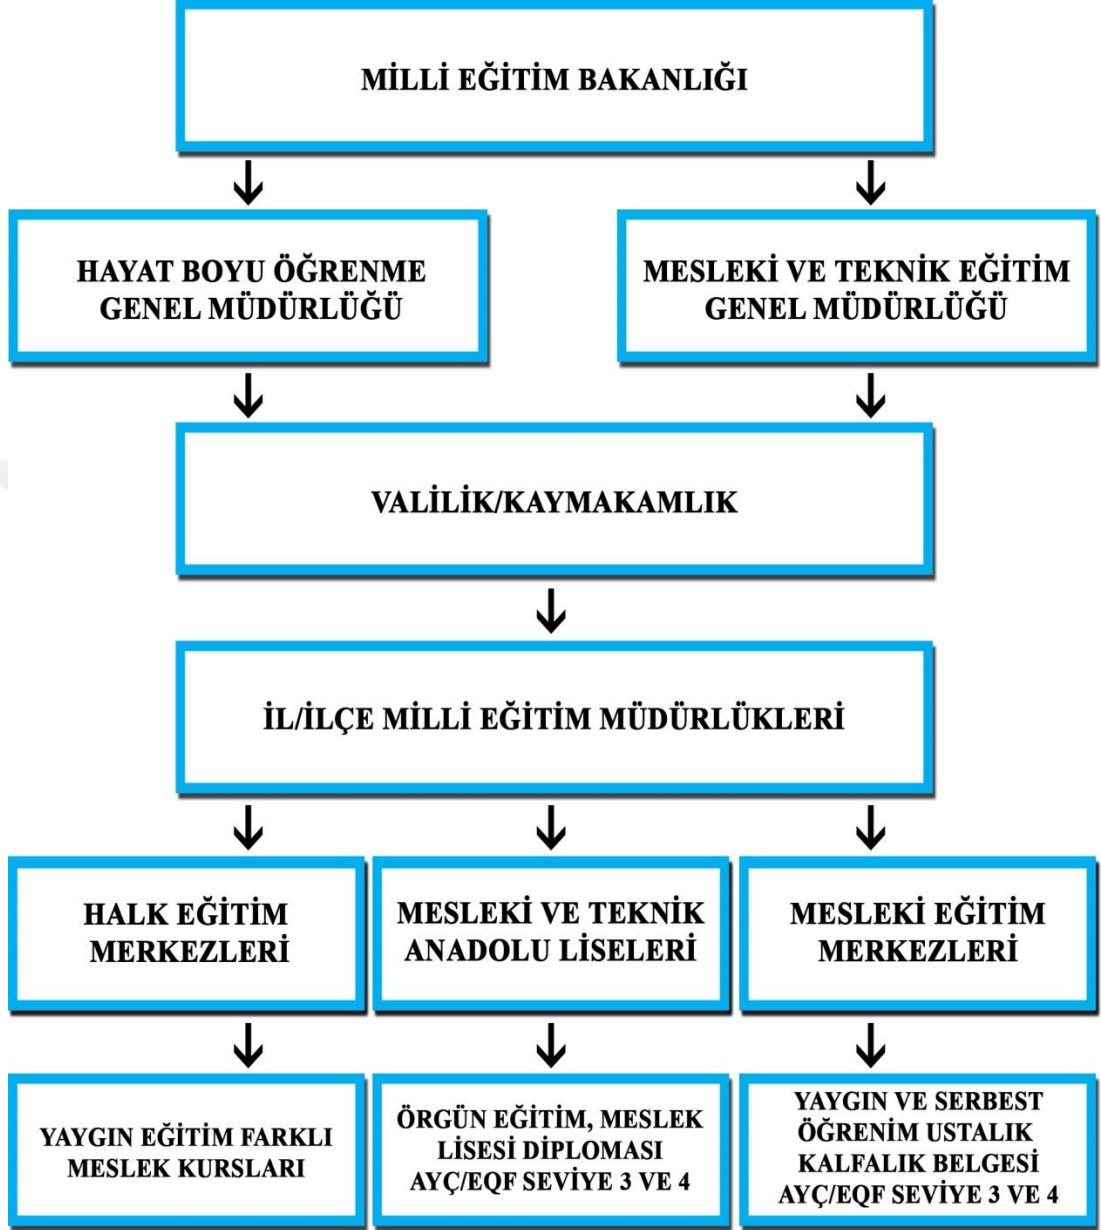 MİLLİ EĞİTİM BAKANLIĞI
HAYAT BOYU ÖĞRENME
GENEL MÜDÜRLÜĞÜ
MESLEKİ VE TEKNİK EĞİTİM
GENEL MÜDÜRLÜĞÜ
VALİLİK/KAYMAKAMLIK
İL/İLÇE MİLLİ EĞİTİM MÜDÜRLÜKLERİ
HALK EĞİTİM
MERKEZLERİ
MESLEKİ VE TEKNİK
ANADOLU LİSELERİ
MESLEKİ EĞİTİM
MERKEZLERİ
YAYGIN EĞİTİM FARKLI
MESLEK KURSLARI
ÖRGÜN EĞİTİM, MESLEK
LİSESİ DİPLOMASI
AYÇ/EQF SEVİYE 3 VE 4
YAYGIN VE SERBEST
ÖĞRENİM USTALIK
KALFALIK BELGESİ
AYÇ/EQF SEVİYE 3 VE 4